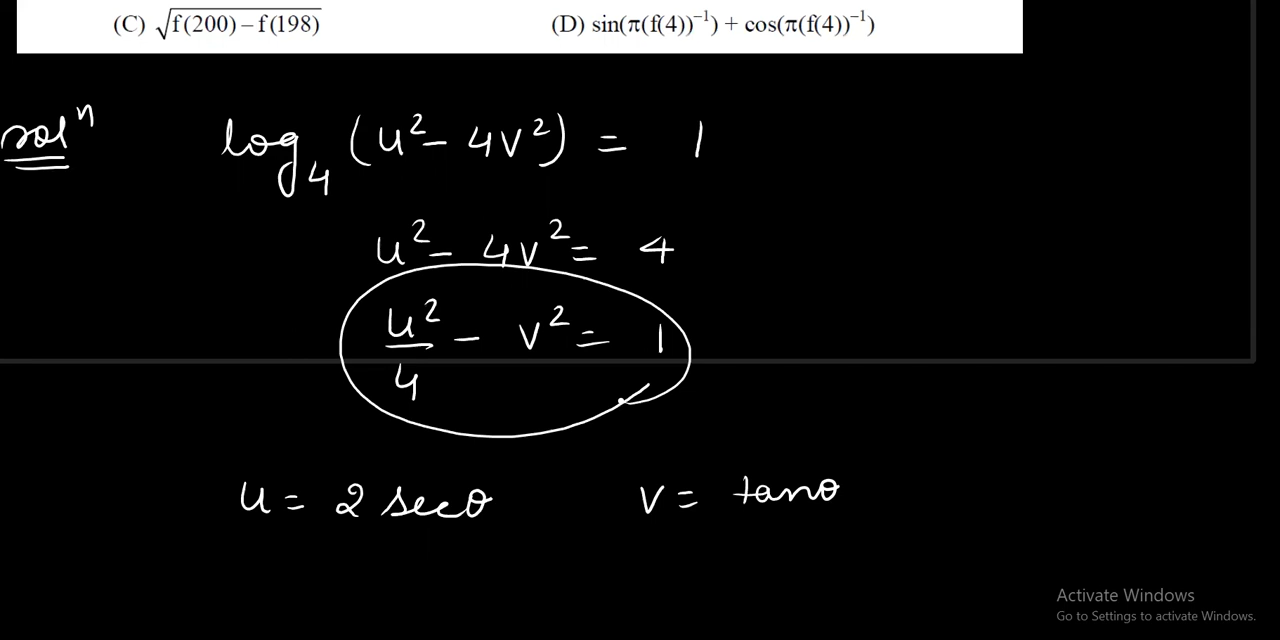 (C) √f(200) – f(198) (D) sin(π(f(4))⁻¹) + cos(π(f(4))⁻¹)
solⁿ log₄ (u² - 4v²) = 1
u² - 4v² = 4
u²/4 - v² = 1
u = 2 secθ v = tanθ
Activate Windows
Go to Settings to activate Windows.